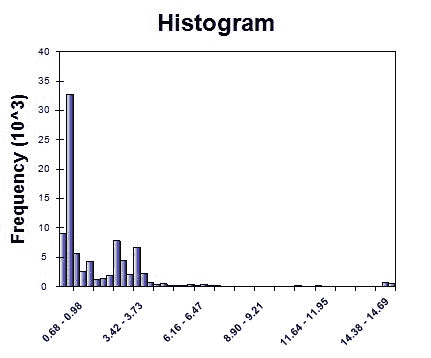 Histogram
Frequency (10^3)
40
35
30
25
20
15
10
5
0
0.68 - 0.98
3.42 - 3.73
6.16 - 6.47
8.90 - 9.21
11.64 - 11.95
14.38 - 14.69